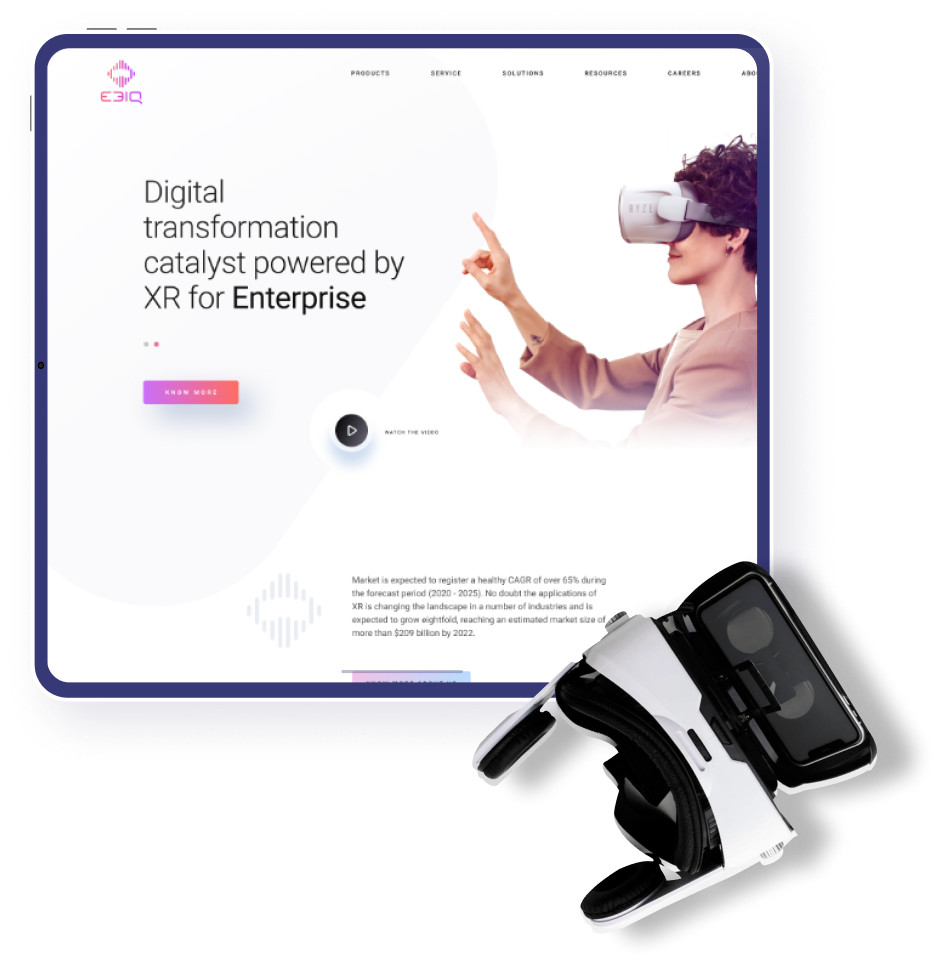 E3IQ
PRODUCTS SERVICE SOLUTIONS RESOURCES CAREERS ABO
Digital
transformation
catalyst powered by
XR for Enterprise
KNOW MORE
WATCH THE VIDEO
Market is expected to register a healthy CAGR of over 65% during
the forecast period (2020 - 2025). No doubt the applications of
XR is changing the landscape in a number of industries and is
expected to grow eightfold, reaching an estimated market size of
more than $209 billion by 2022.